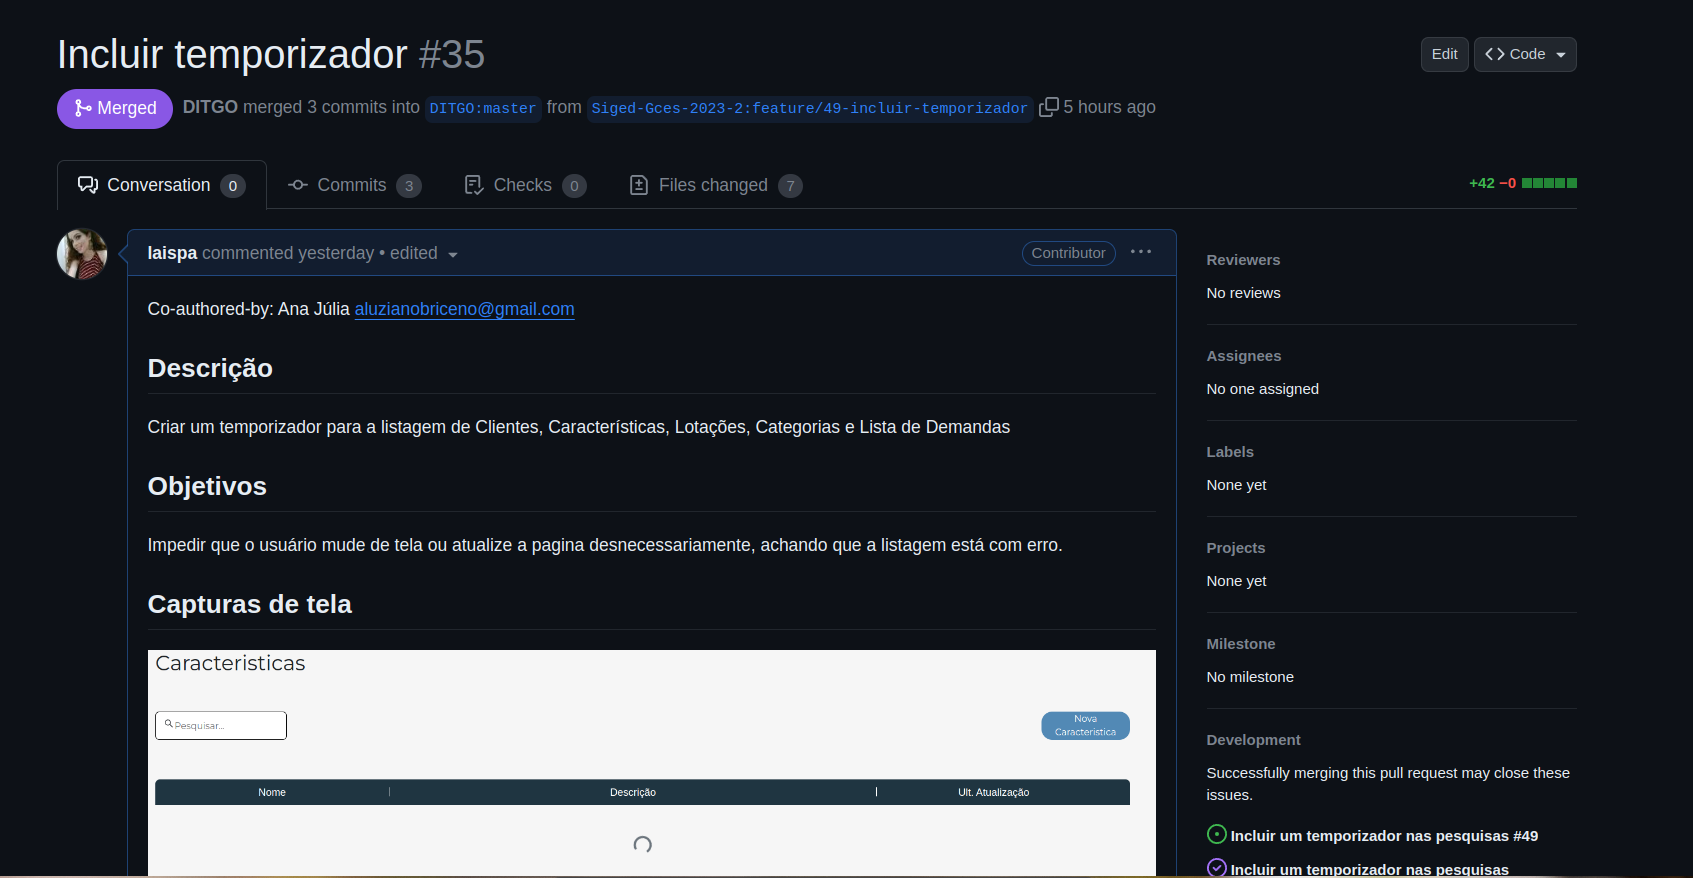 Incluir temporizador #35
Edit
Code
Merged
DITGO merged 3 commits into DITGO:master from Siged-Gces-2023-2:feature/49-incluir-temporizador 5 hours ago
Conversation 0
Commits 3
Checks 0
Files changed 7
+42 −0
laispa commented yesterday • edited
Contributor
Co-authored-by: Ana Júlia aluzianobriceno@gmail.com
Descrição
Criar um temporizador para a listagem de Clientes, Características, Lotações, Categorias e Lista de Demandas
Objetivos
Impedir que o usuário mude de tela ou atualize a pagina desnecessariamente, achando que a listagem está com erro.
Capturas de tela
Caracteristicas
Pesquisar...
Nova
Caracteristica
Nome | Descrição | Ult. Atualização
Reviewers
No reviews
Assignees
No one assigned
Labels
None yet
Projects
None yet
Milestone
No milestone
Development
Successfully merging this pull request may close these
issues.
Incluir um temporizador nas pesquisas #49
Incluir um temporizador nas pesquisas